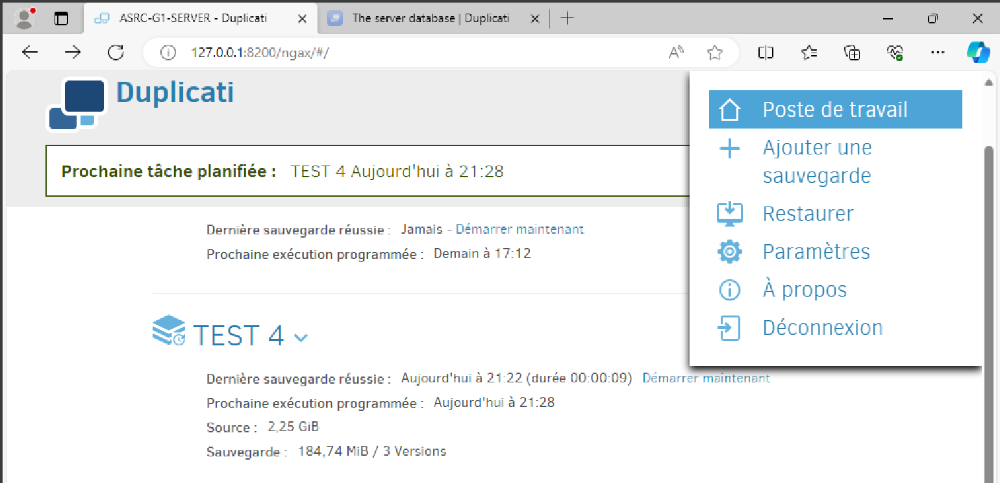 ASRC-G1-SERVER - Duplicati
The server database | Duplicati
127.0.0.1:8200/ngax/#/
Duplicati
Prochaine tâche planifiée : TEST 4 Aujourd'hui à 21:28
Dernière sauvegarde réussie : Jamais - Démarrer maintenant
Prochaine exécution programmée : Demain à 17:12
TEST 4
Dernière sauvegarde réussie : Aujourd'hui à 21:22 (durée 00:00:09) Démarrer maintenant
Prochaine exécution programmée : Aujourd'hui à 21:28
Source : 2,25 GiB
Sauvegarde : 184,74 MiB / 3 Versions
Poste de travail
Ajouter une
sauvegarde
Restaurer
Paramètres
À propos
Déconnexion